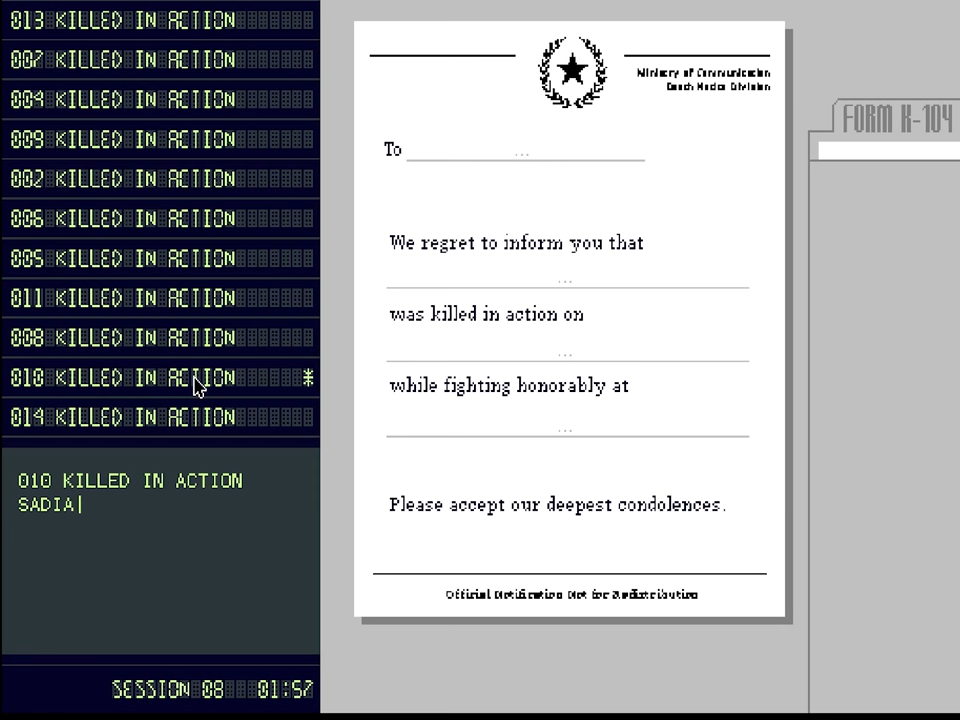 013 KILLED IN ACTION
007 KILLED IN ACTION
004 KILLED IN ACTION
009 KILLED IN ACTION
002 KILLED IN ACTION
006 KILLED IN ACTION
005 KILLED IN ACTION
011 KILLED IN ACTION
008 KILLED IN ACTION
010 KILLED IN ACTION *
014 KILLED IN ACTION
010 KILLED IN ACTION
SADIA
SESSION 08 01:57
Ministry of Communication
Division
To ...
We regret to inform you that
...
was killed in action on
...
while fighting honorably at
...
Please accept our deepest condolences.
Official Notification Not for Redistribution
FORM K-104